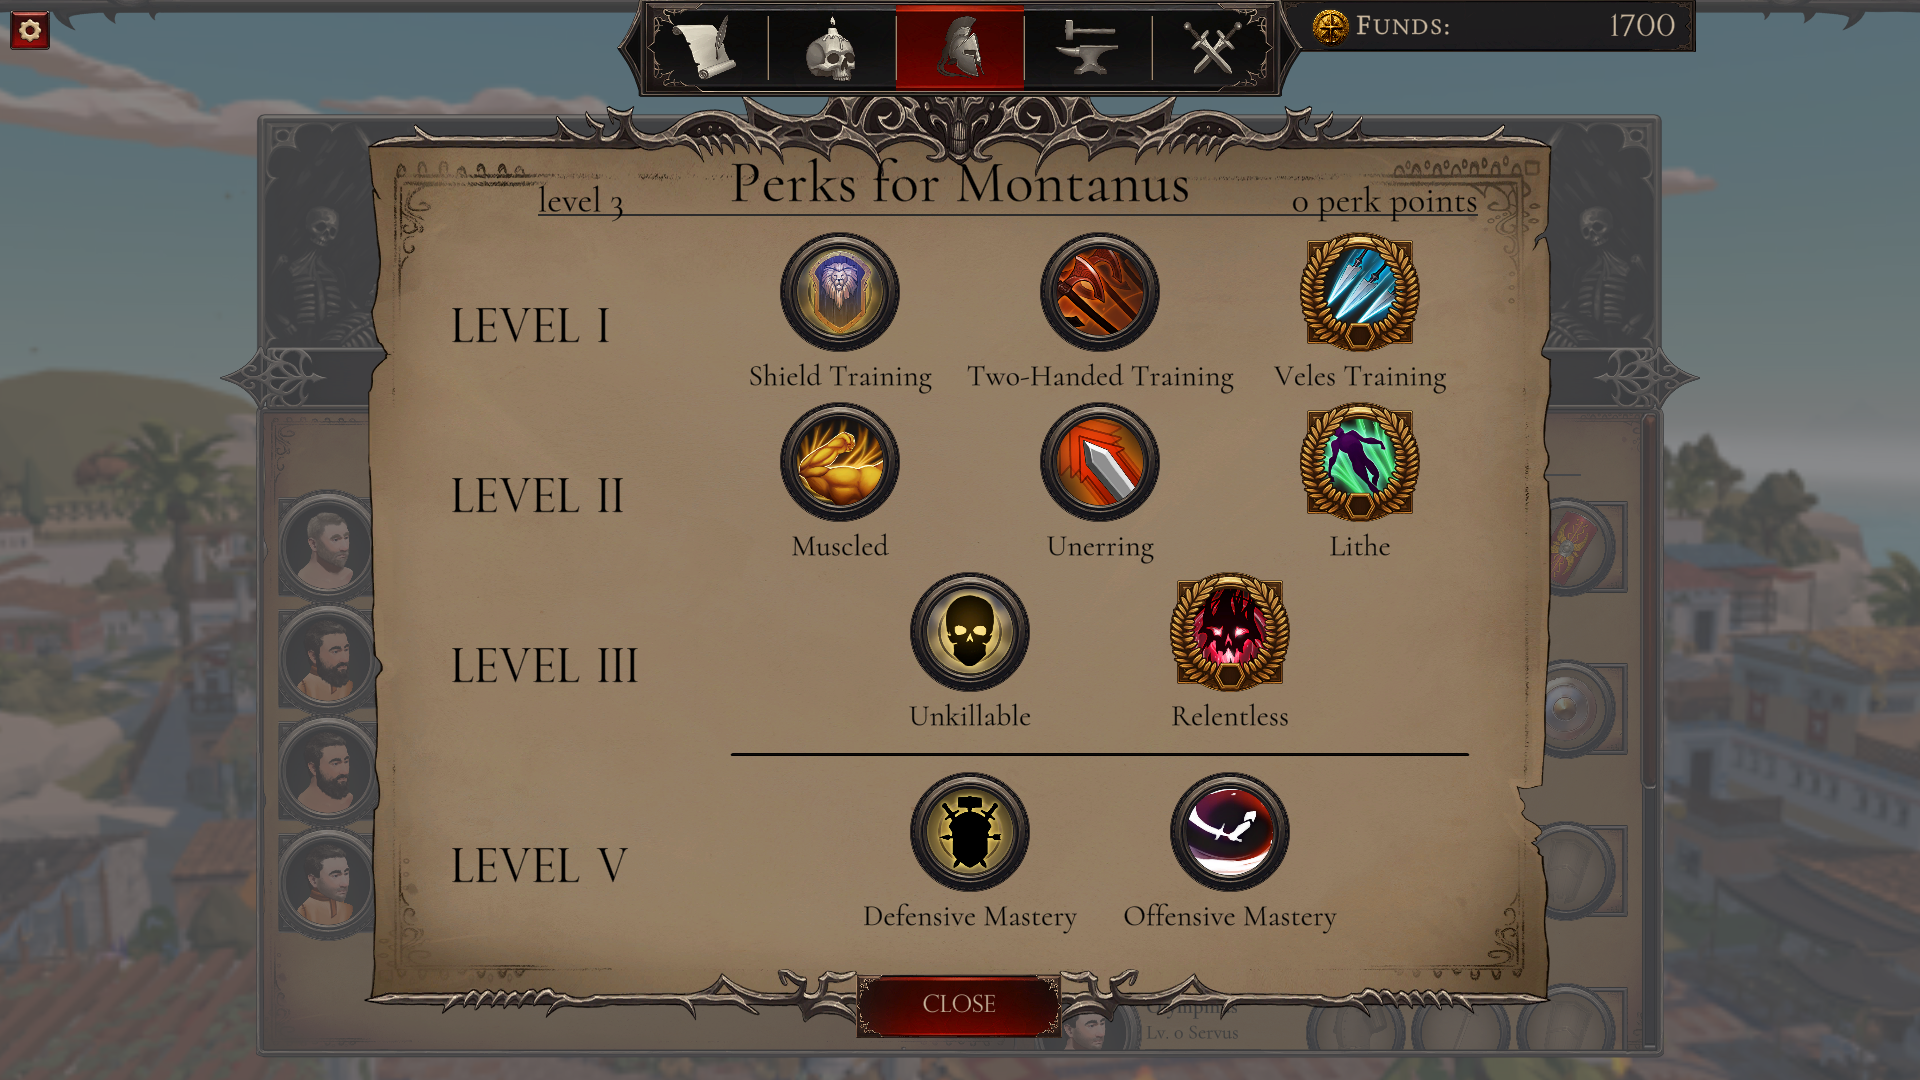 FUNDS: 1700
Perks for Montanus
level 3
0 perk points
LEVEL I
Shield Training
Two-Handed Training
Veles Training
LEVEL II
Muscled
Unerring
Lithe
LEVEL III
Unkillable
Relentless
LEVEL V
Defensive Mastery
Offensive Mastery
CLOSE
Lv. 0 Servus